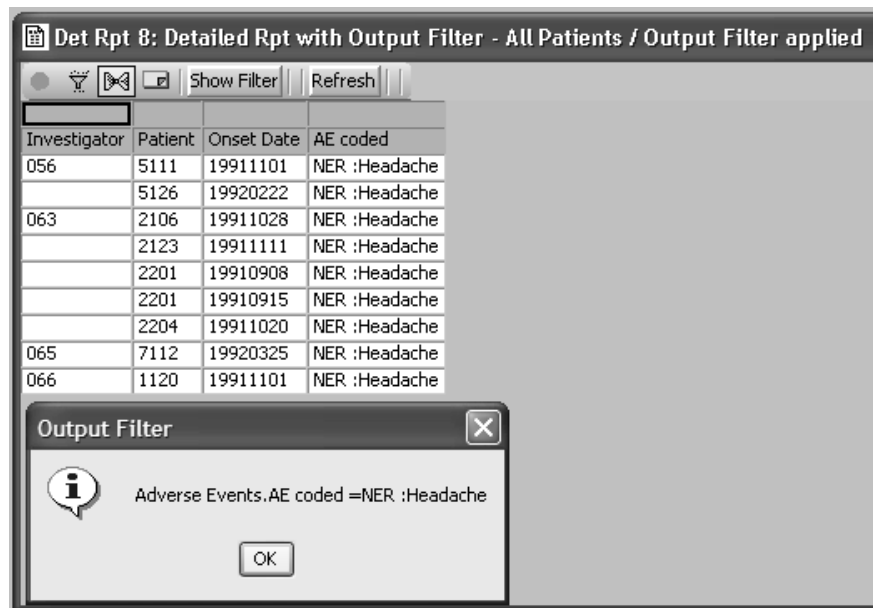 Det Rpt 8: Detailed Rpt with Output Filter - All Patients / Output Filter applied
Show Filter Refresh
Investigator Patient Onset Date AE coded
056 5111 19911101 NER :Headache
5126 19920222 NER :Headache
063 2106 19911028 NER :Headache
2123 19911111 NER :Headache
2201 19910908 NER :Headache
2201 19910915 NER :Headache
2204 19911020 NER :Headache
065 7112 19920325 NER :Headache
066 1120 19911101 NER :Headache
Output Filter
Adverse Events.AE coded =NER :Headache
OK